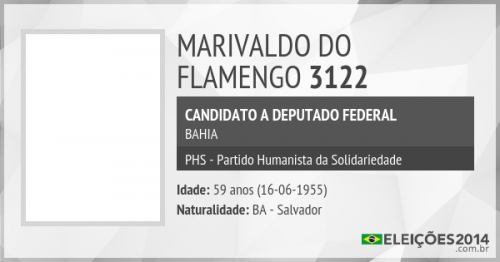 MARIVALDO DO
FLAMENGO 3122
CANDIDATO A DEPUTADO FEDERAL
BAHIA
PHS - Partido Humanista da Solidariedade
Idade: 59 anos (16-06-1955)
Naturalidade: BA - Salvador
ELEIÇÕES2014
.com.br